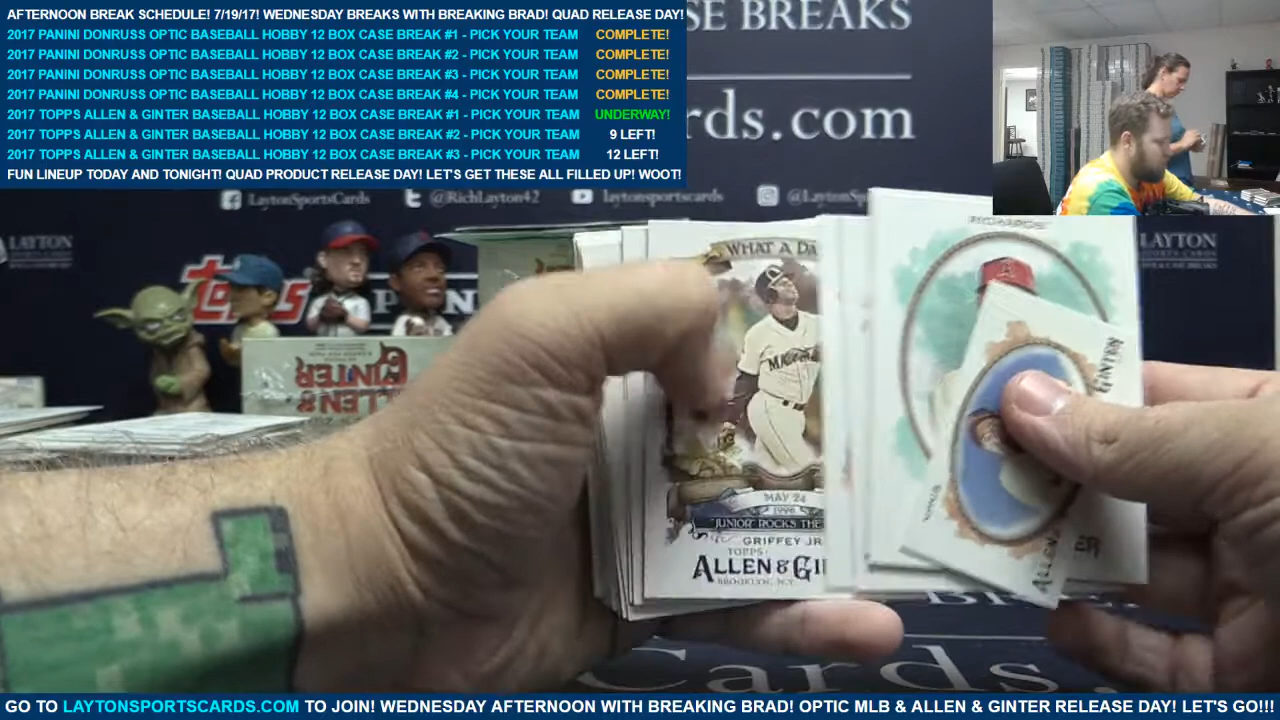 AFTERNOON BREAK SCHEDULE! 7/19/17! WEDNESDAY BREAKS WITH BREAKING BRAD! QUAD RELEASE DAY!
2017 PANINI DONRUSS OPTIC BASEBALL HOBBY 12 BOX CASE BREAK #1 - PICK YOUR TEAM COMPLETE!
2017 PANINI DONRUSS OPTIC BASEBALL HOBBY 12 BOX CASE BREAK #2 - PICK YOUR TEAM COMPLETE!
2017 PANINI DONRUSS OPTIC BASEBALL HOBBY 12 BOX CASE BREAK #3 - PICK YOUR TEAM COMPLETE!
2017 PANINI DONRUSS OPTIC BASEBALL HOBBY 12 BOX CASE BREAK #4 - PICK YOUR TEAM COMPLETE!
2017 TOPPS ALLEN & GINTER BASEBALL HOBBY 12 BOX CASE BREAK #1 - PICK YOUR TEAM UNDERWAY!
2017 TOPPS ALLEN & GINTER BASEBALL HOBBY 12 BOX CASE BREAK #2 - PICK YOUR TEAM 9 LEFT!
2017 TOPPS ALLEN & GINTER BASEBALL HOBBY 12 BOX CASE BREAK #3 - PICK YOUR TEAM 12 LEFT!
FUN LINEUP TODAY AND TONIGHT! QUAD PRODUCT RELEASE DAY! LET'S GET THESE ALL FILLED UP! WOOT!
SE BREAKS
rds.com
LaytonSportsCards @RichLayton42 laytonsportscards @LaytonSports
LAYTON
LAYTON
topps
ALLEN & GINTER
WHAT A DA
MAY 24
1996
"JUNIOR" ROCKS THE
GRIFFEY JR
TOPPS
ALLEN & GI
BROOKLYN, N.Y.
GINTER
ALLEN
Cards.
GO TO LAYTONSPORTSCARDS.COM TO JOIN! WEDNESDAY AFTERNOON WITH BREAKING BRAD! OPTIC MLB & ALLEN & GINTER RELEASE DAY! LET'S GO!!!